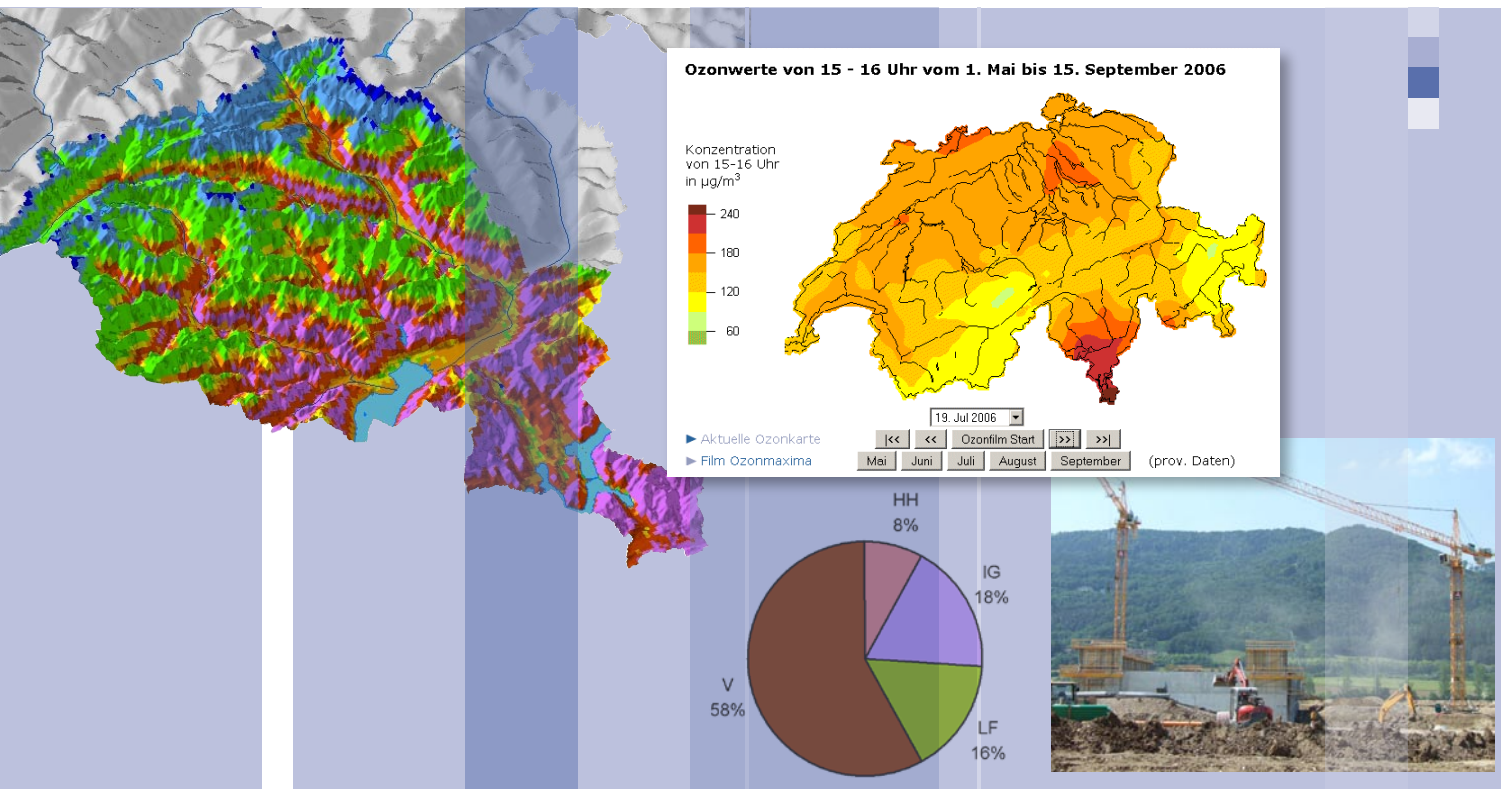 Ozonwerte von 15 - 16 Uhr vom 1. Mai bis 15. September 2006
Konzentration
von 15-16 Uhr
in µg/m³
240
180
120
60
19. Jul 2006
Aktuelle Ozonkarte
|<<
<<
Ozonfilm Start
>>
>>|
Film Ozonmaxima
Mai
Juni
Juli
August
September
(prov. Daten)
HH
8%
IG
18%
V
58%
LF
16%